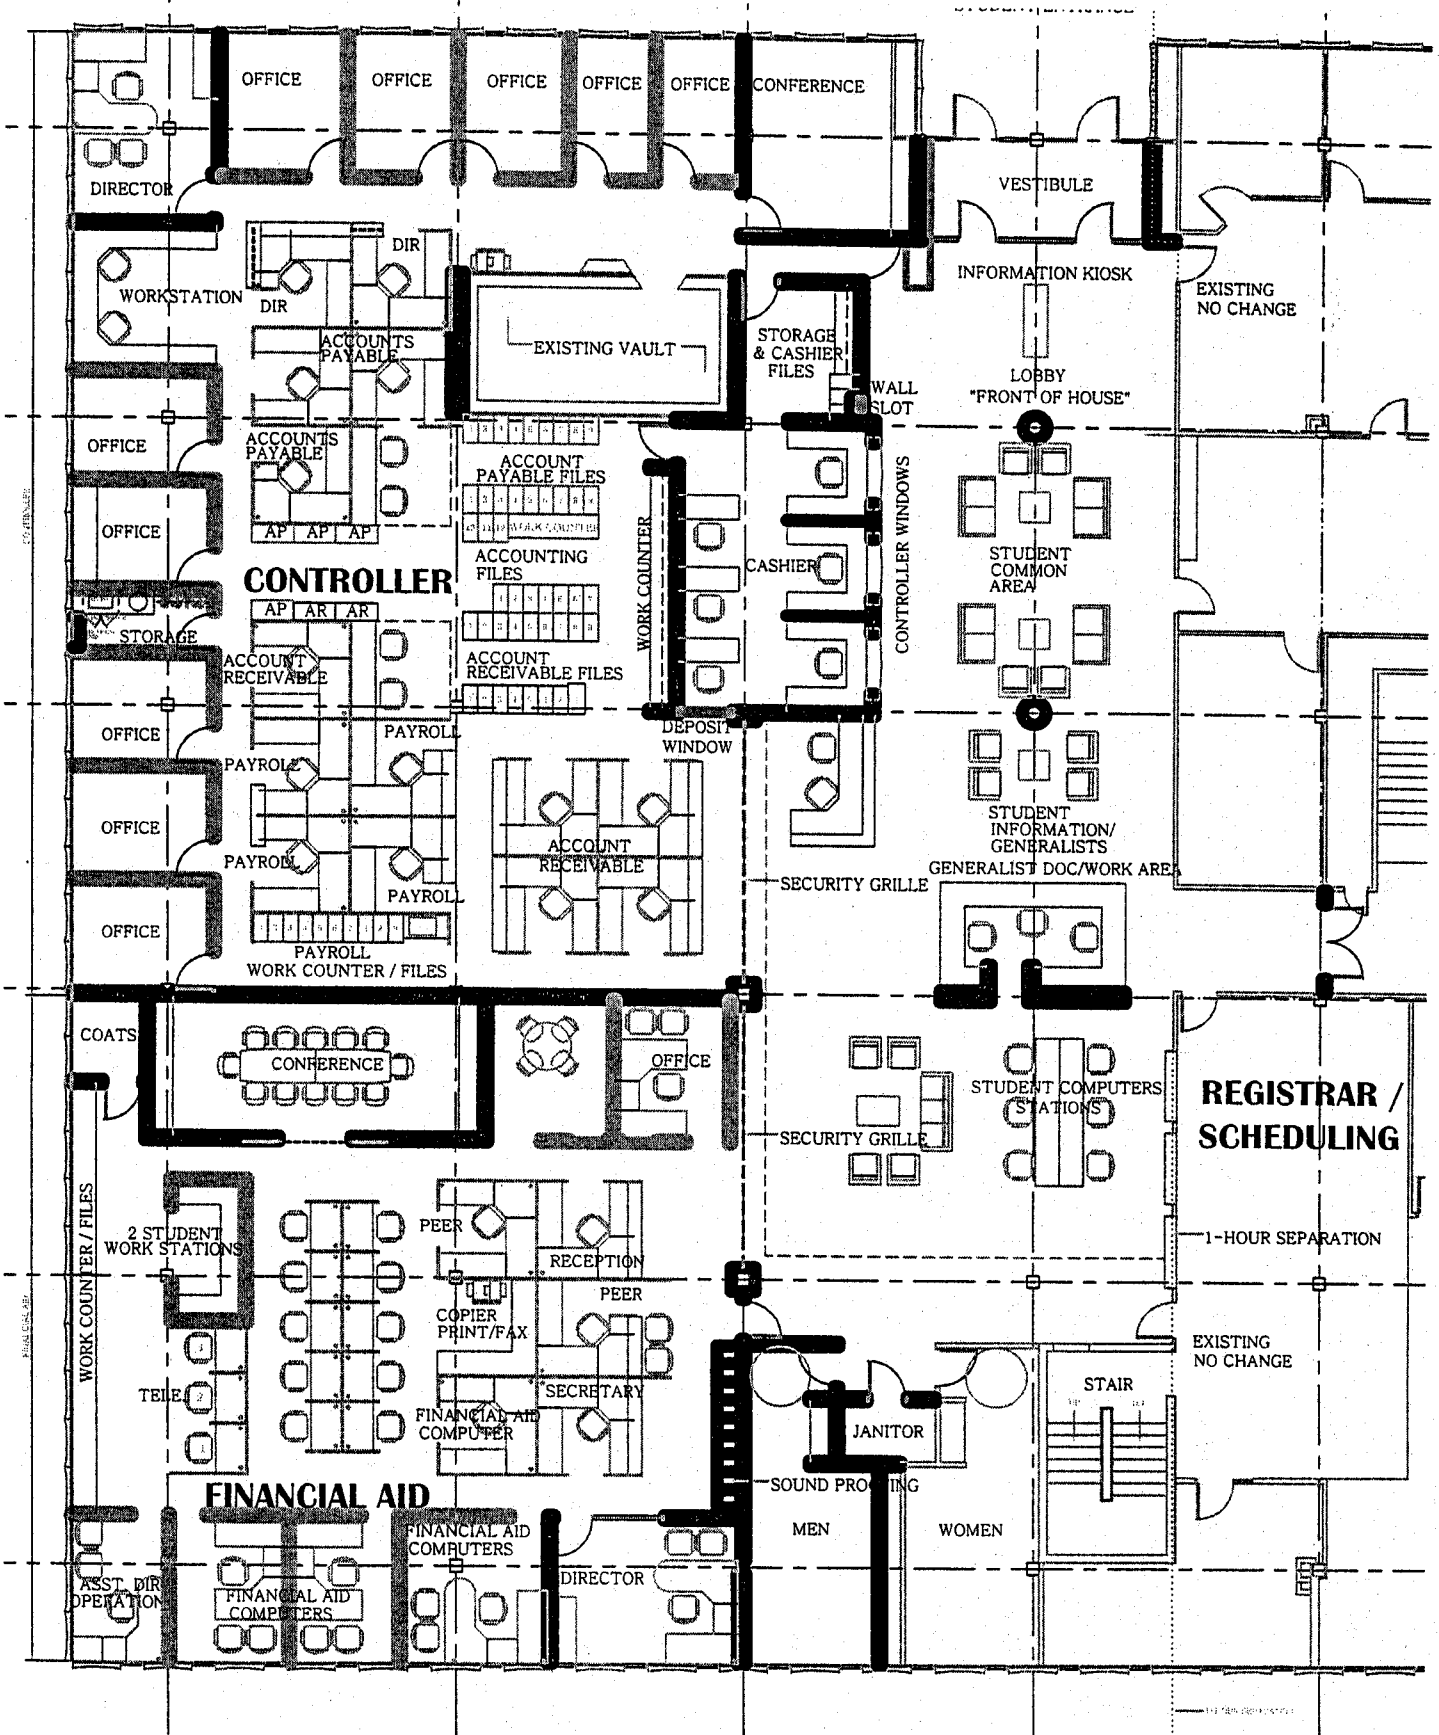 STUDENT ENTRANCE
OFFICE
OFFICE
OFFICE
OFFICE
OFFICE
CONFERENCE
DIRECTOR
VESTIBULE
DIR
DIR
WORKSTATION
INFORMATION KIOSK
EXISTING
NO CHANGE
ACCOUNTS
PAYABLE
EXISTING VAULT
STORAGE
& CASHIER
FILES
WALL
SLOT
LOBBY
"FRONT OF HOUSE"
OFFICE
ACCOUNTS
PAYABLE
ACCOUNT
PAYABLE FILES
WORK COUNTER
CONTROLLER WINDOWS
OFFICE
AP AP AP
WORK COUNTER
ACCOUNTING
FILES
CASHIER
STUDENT
COMMON
AREA
CONTROLLER
AP AR AR
STORAGE
ACCOUNT
RECEIVABLE
ACCOUNT
RECEIVABLE FILES
OFFICE
PAYROLL
DEPOSIT
WINDOW
PAYROLL
OFFICE
PAYROLL
PAYROLL
ACCOUNT
RECEIVABLE
STUDENT
INFORMATION/
GENERALISTS
GENERALIST DOC/WORK AREA
SECURITY GRILLE
OFFICE
PAYROLL
WORK COUNTER / FILES
COATS
CONFERENCE
OFFICE
STUDENT COMPUTERS
STATIONS
REGISTRAR /
SCHEDULING
SECURITY GRILLE
WORK COUNTER / FILES
2 STUDENT
WORK STATIONS
PEER
RECEPTION
PEER
1-HOUR SEPARATION
COPIER
PRINT/FAX
EXISTING
NO CHANGE
TELE.
SECRETARY
FINANCIAL AID
COMPUTER
STAIR
JANITOR
FINANCIAL AID
SOUND PROOFING
MEN
WOMEN
FINANCIAL AID
COMPUTERS
ASST. DIR
OPERATION
FINANCIAL AID
COMPUTERS
DIRECTOR